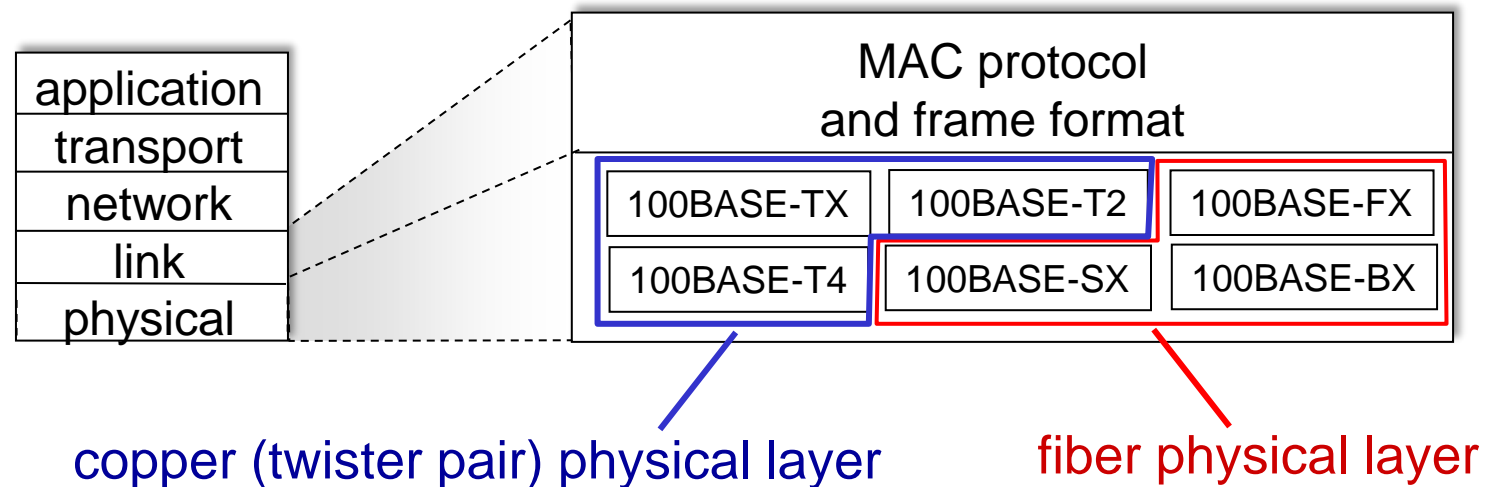 application
transport
network
link
physical
MAC protocol
and frame format
100BASE-TX
100BASE-T2
100BASE-FX
100BASE-T4
100BASE-SX
100BASE-BX
copper (twister pair) physical layer
fiber physical layer